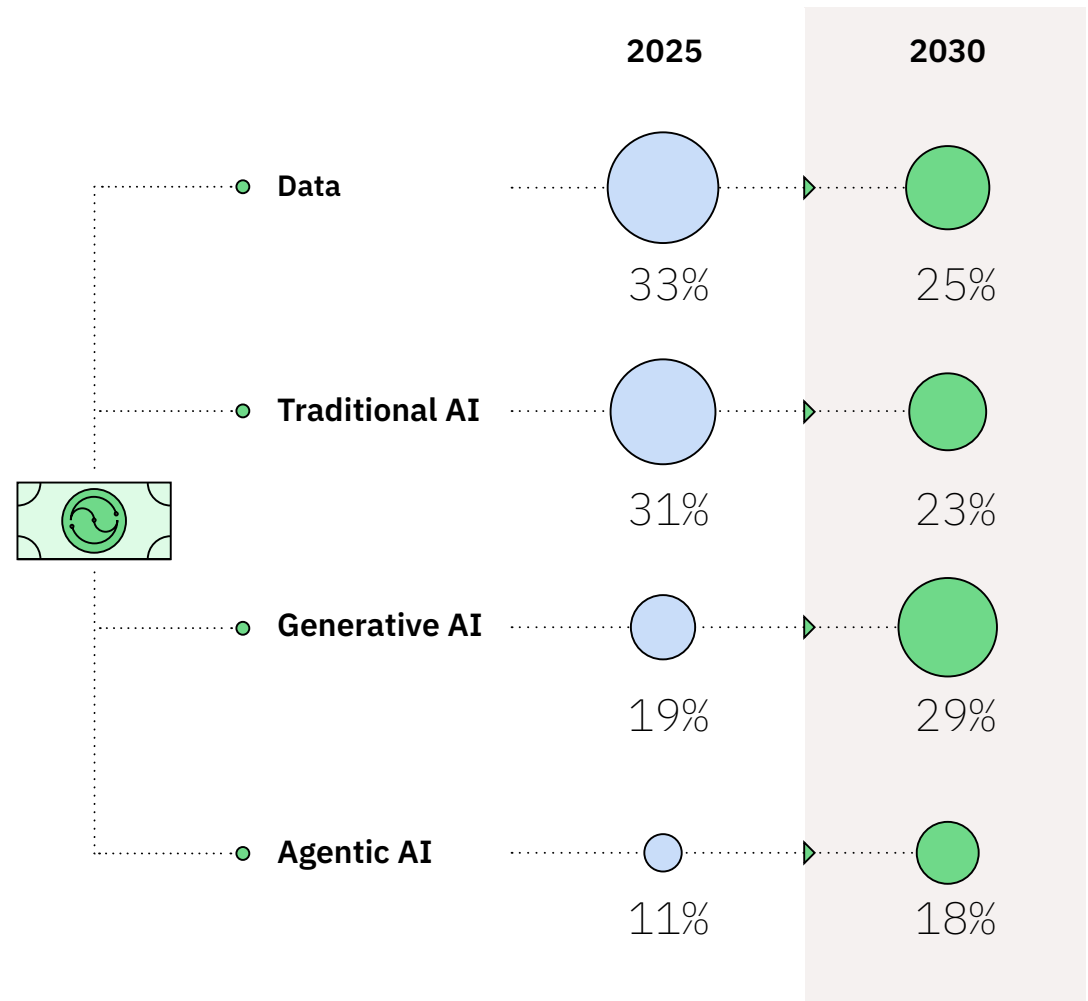 2025 2030
Data
33% 25%
Traditional AI
31% 23%
Generative AI
19% 29%
Agentic AI
11% 18%